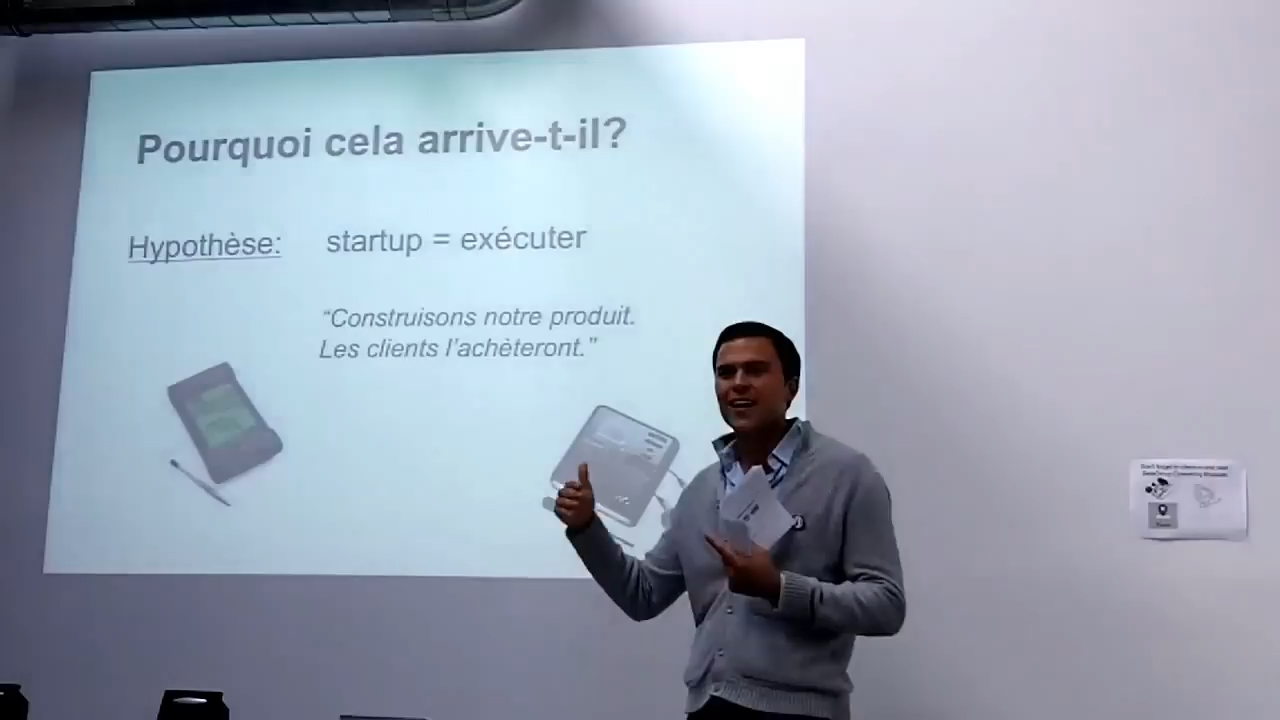 Pourquoi cela arrive-t-il?
Hypothèse: startup = exécuter
“Construisons notre produit.
Les clients l’achèteront.”